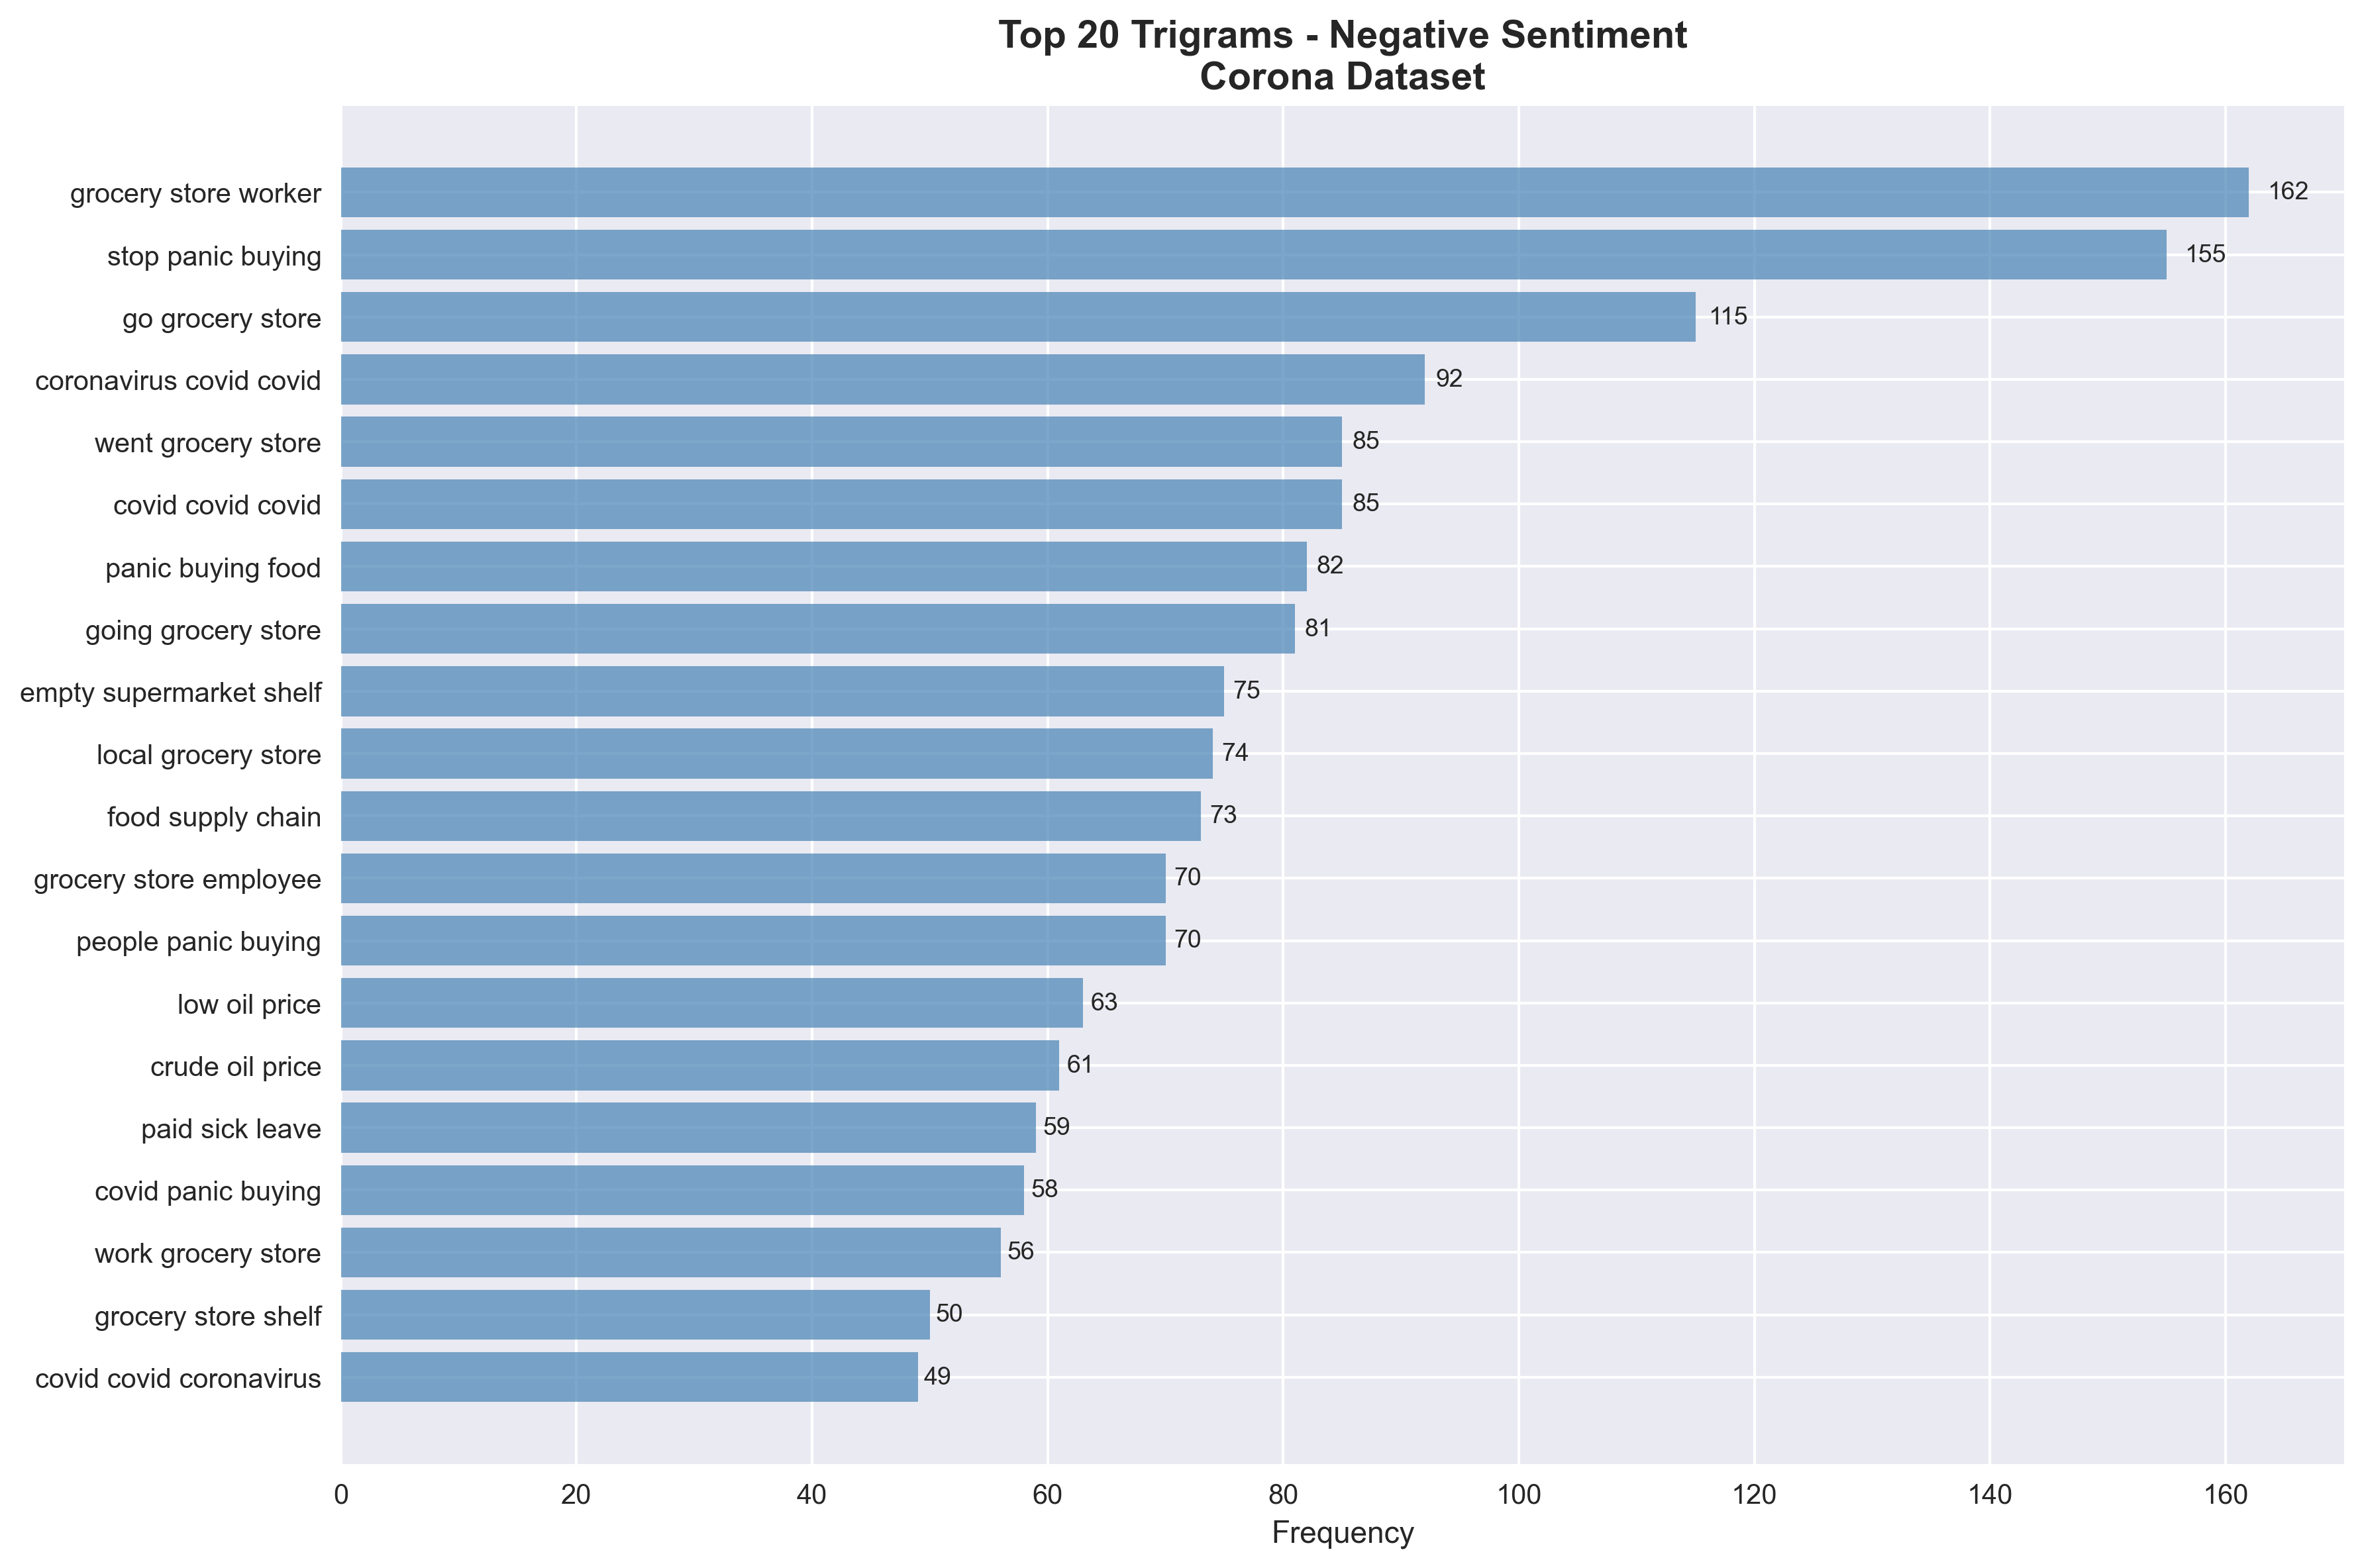 Top 20 Trigrams - Negative Sentiment
Corona Dataset
grocery store worker 162
stop panic buying 155
go grocery store 115
coronavirus covid covid 92
went grocery store 85
covid covid covid 85
panic buying food 82
going grocery store 81
empty supermarket shelf 75
local grocery store 74
food supply chain 73
grocery store employee 70
people panic buying 70
low oil price 63
crude oil price 61
paid sick leave 59
covid panic buying 58
work grocery store 56
grocery store shelf 50
covid covid coronavirus 49
0 20 40 60 80 100 120 140 160
Frequency